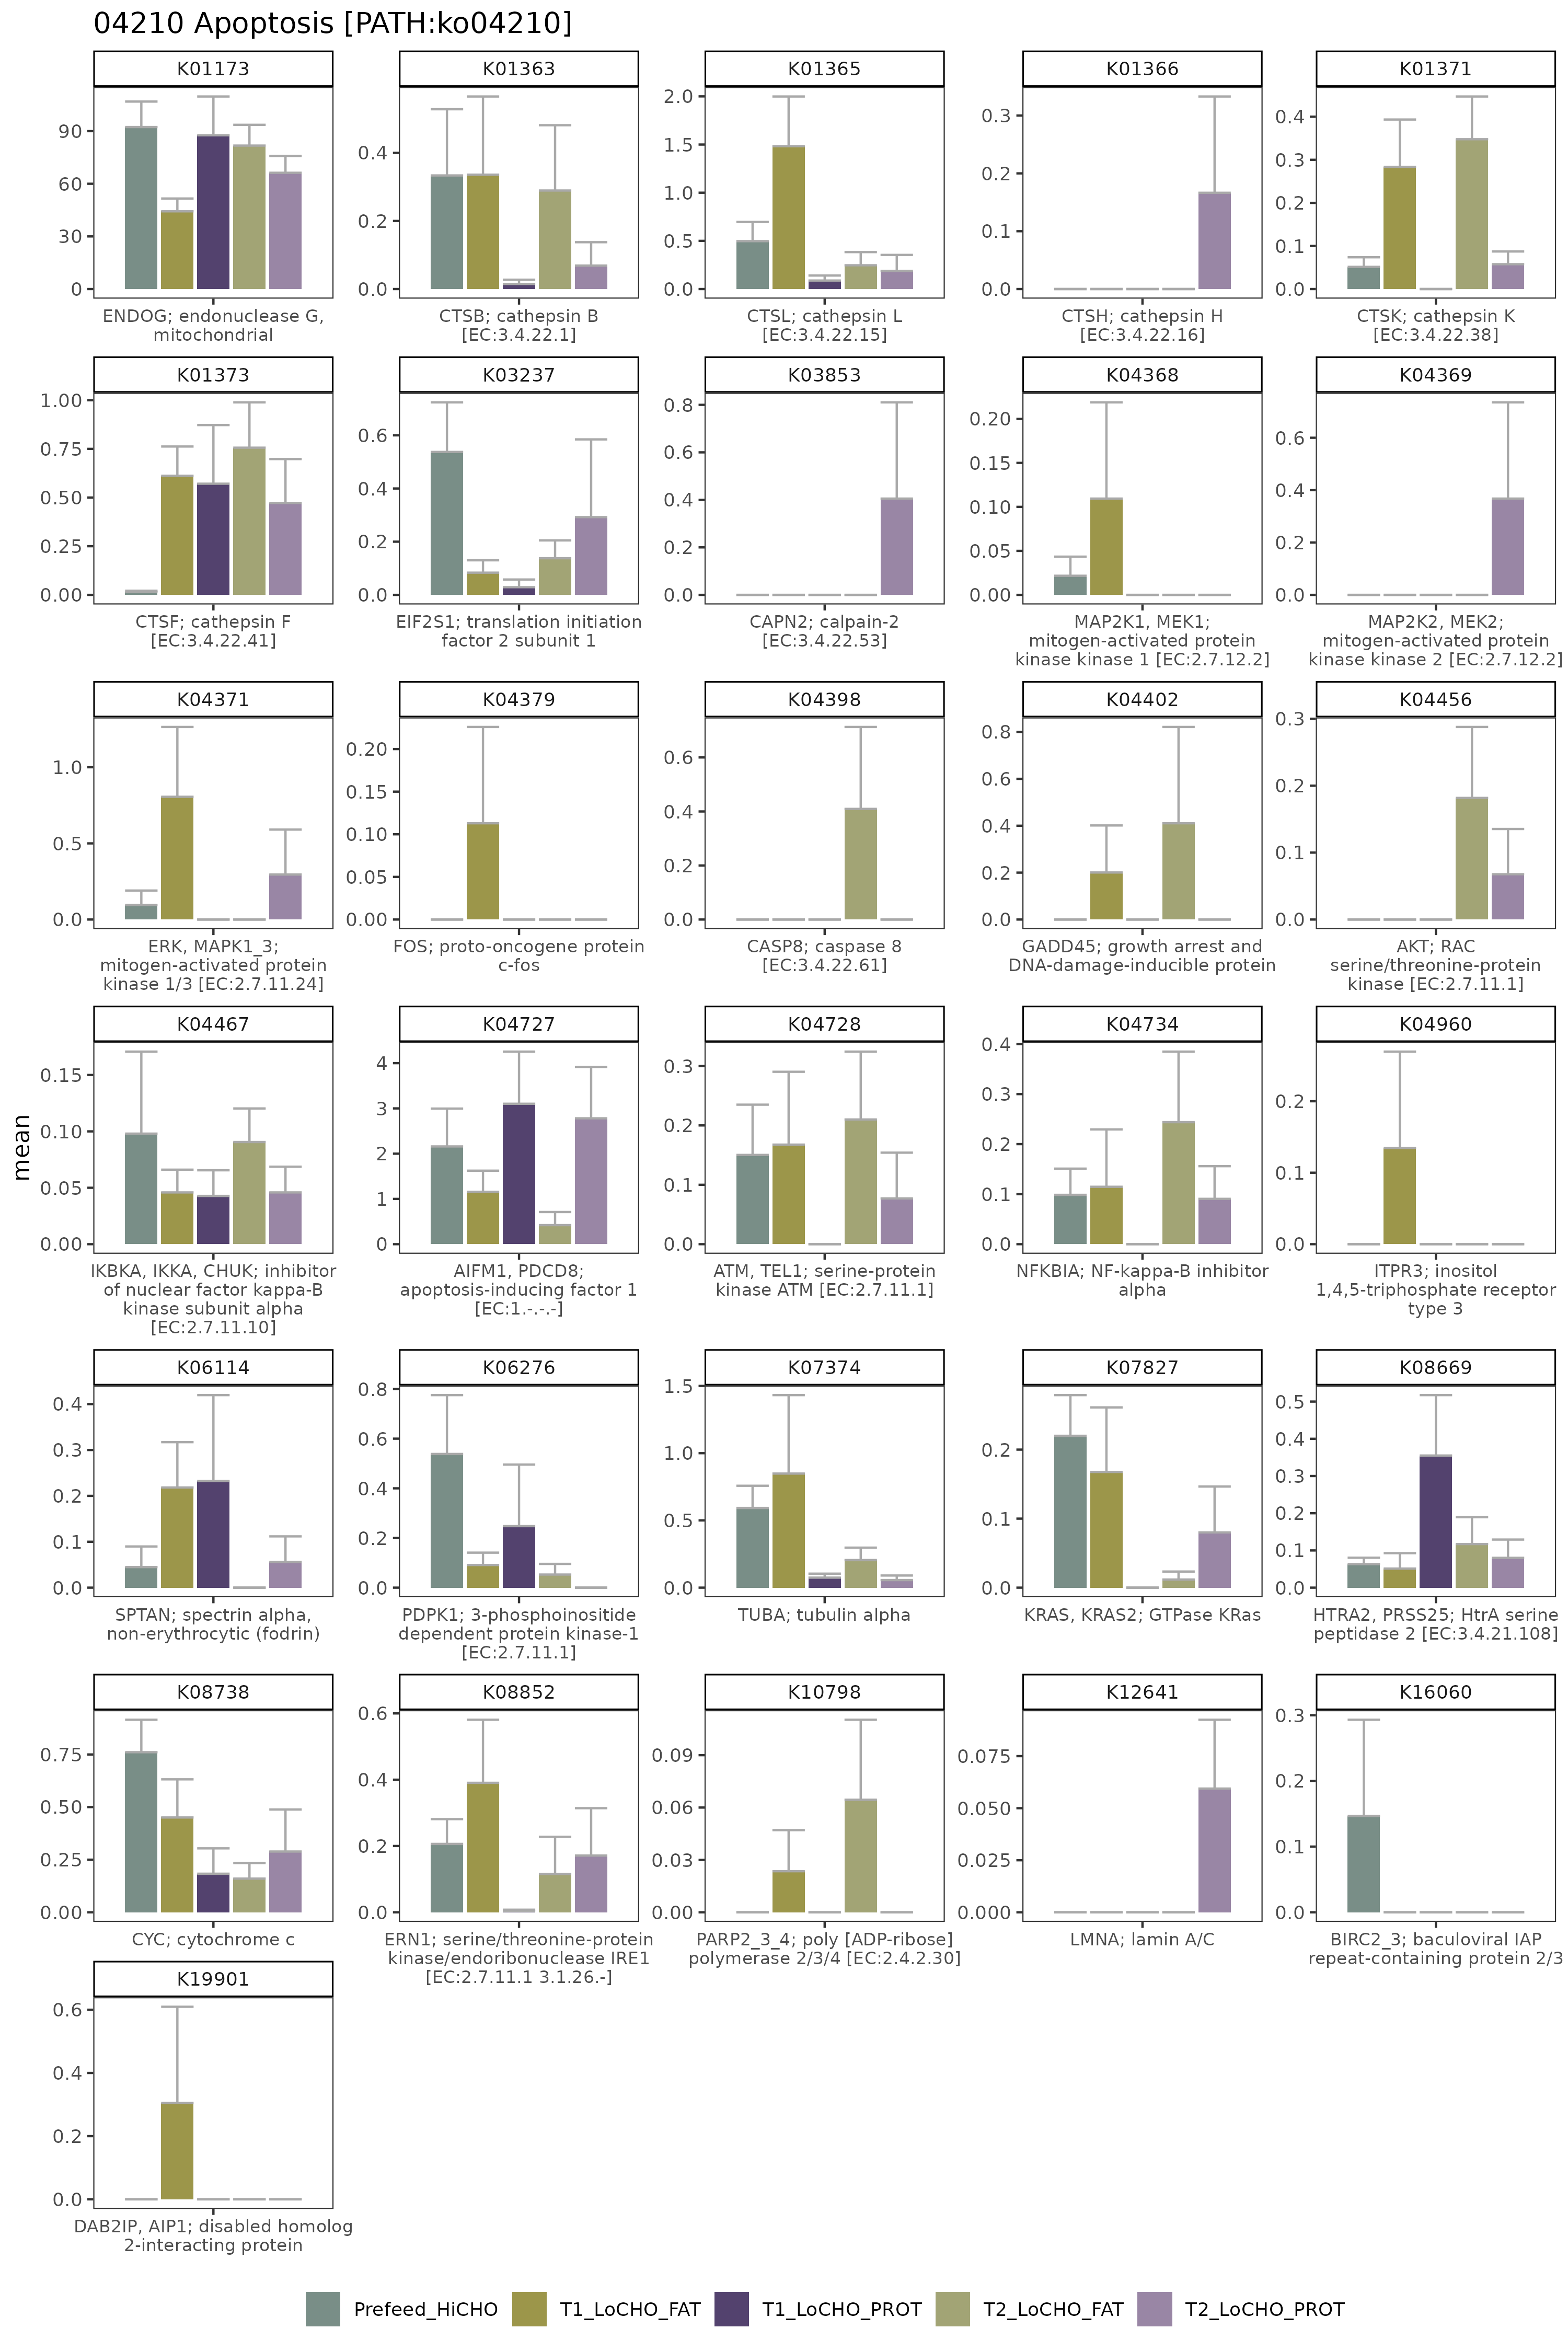 04210 Apoptosis [PATH:ko04210]
mean
K01173
90
60
30
0
ENDOG; endonuclease G,
mitochondrial
K01363
0.4
0.2
0.0
CTSB; cathepsin B
[EC:3.4.22.1]
K01365
2.0
1.5
1.0
0.5
0.0
CTSL; cathepsin L
[EC:3.4.22.15]
K01366
0.3
0.2
0.1
0.0
CTSH; cathepsin H
[EC:3.4.22.16]
K01371
0.4
0.3
0.2
0.1
0.0
CTSK; cathepsin K
[EC:3.4.22.38]
K01373
1.00
0.75
0.50
0.25
0.00
CTSF; cathepsin F
[EC:3.4.22.41]
K03237
0.6
0.4
0.2
0.0
EIF2S1; translation initiation
factor 2 subunit 1
K03853
0.8
0.6
0.4
0.2
0.0
CAPN2; calpain-2
[EC:3.4.22.53]
K04368
0.20
0.15
0.10
0.05
0.00
MAP2K1, MEK1;
mitogen-activated protein
kinase kinase 1 [EC:2.7.12.2]
K04369
0.6
0.4
0.2
0.0
MAP2K2, MEK2;
mitogen-activated protein
kinase kinase 2 [EC:2.7.12.2]
K04371
1.0
0.5
0.0
ERK, MAPK1_3;
mitogen-activated protein
kinase 1/3 [EC:2.7.11.24]
K04379
0.20
0.15
0.10
0.05
0.00
FOS; proto-oncogene protein
c-fos
K04398
0.6
0.4
0.2
0.0
CASP8; caspase 8
[EC:3.4.22.61]
K04402
0.8
0.6
0.4
0.2
0.0
GADD45; growth arrest and
DNA-damage-inducible protein
K04456
0.3
0.2
0.1
0.0
AKT; RAC
serine/threonine-protein
kinase [EC:2.7.11.1]
K04467
0.15
0.10
0.05
0.00
IKBKA, IKKA, CHUK; inhibitor
of nuclear factor kappa-B
kinase subunit alpha
[EC:2.7.11.10]
K04727
4
3
2
1
0
AIFM1, PDCD8;
apoptosis-inducing factor 1
[EC:1.-.-.-]
K04728
0.3
0.2
0.1
0.0
ATM, TEL1; serine-protein
kinase ATM [EC:2.7.11.1]
K04734
0.4
0.3
0.2
0.1
0.0
NFKBIA; NF-kappa-B inhibitor
alpha
K04960
0.2
0.1
0.0
ITPR3; inositol
1,4,5-triphosphate receptor
type 3
K06114
0.4
0.3
0.2
0.1
0.0
SPTAN; spectrin alpha,
non-erythrocytic (fodrin)
K06276
0.8
0.6
0.4
0.2
0.0
PDPK1; 3-phosphoinositide
dependent protein kinase-1
[EC:2.7.11.1]
K07374
1.5
1.0
0.5
0.0
TUBA; tubulin alpha
K07827
0.2
0.1
0.0
KRAS, KRAS2; GTPase KRas
K08669
0.5
0.4
0.3
0.2
0.1
0.0
HTRA2, PRSS25; HtrA serine
peptidase 2 [EC:3.4.21.108]
K08738
0.75
0.50
0.25
0.00
CYC; cytochrome c
K08852
0.6
0.4
0.2
0.0
ERN1; serine/threonine-protein
kinase/endoribonuclease IRE1
[EC:2.7.11.1 3.1.26.-]
K10798
0.09
0.06
0.03
0.00
PARP2_3_4; poly [ADP-ribose]
polymerase 2/3/4 [EC:2.4.2.30]
K12641
0.075
0.050
0.025
0.000
LMNA; lamin A/C
K16060
0.3
0.2
0.1
0.0
BIRC2_3; baculoviral IAP
repeat-containing protein 2/3
K19901
0.6
0.4
0.2
0.0
DAB2IP, AIP1; disabled homolog
2-interacting protein
Prefeed_HiCHO T1_LoCHO_FAT T1_LoCHO_PROT T2_LoCHO_FAT T2_LoCHO_PROT